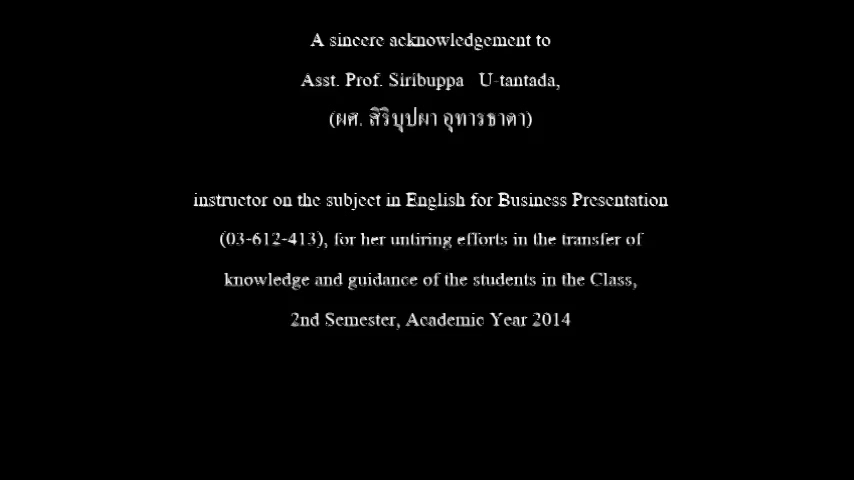 A sincere acknowledgement to
Asst. Prof. Siribuppa U-tantada,
(ผศ. สิริบุปผา อุทารธาดา)
instructor on the subject in English for Business Presentation
(03-612-413), for her untiring efforts in the transfer of
knowledge and guidance of the students in the Class,
2nd Semester, Academic Year 2014